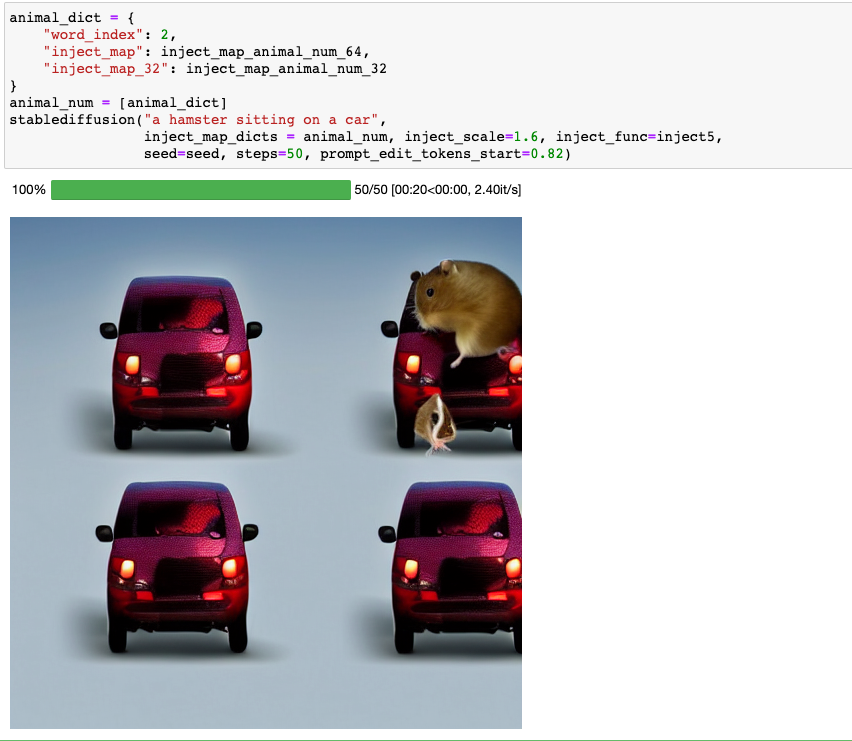 animal_dict = {
    "word_index": 2,
    "inject_map": inject_map_animal_num_64,
    "inject_map_32": inject_map_animal_num_32
}
animal_num = [animal_dict]
stablediffusion("a hamster sitting on a car",
                inject_map_dicts = animal_num, inject_scale=1.6, inject_func=inject5,
                seed=seed, steps=50, prompt_edit_tokens_start=0.82)
100% 50/50 [00:20<00:00, 2.40it/s]